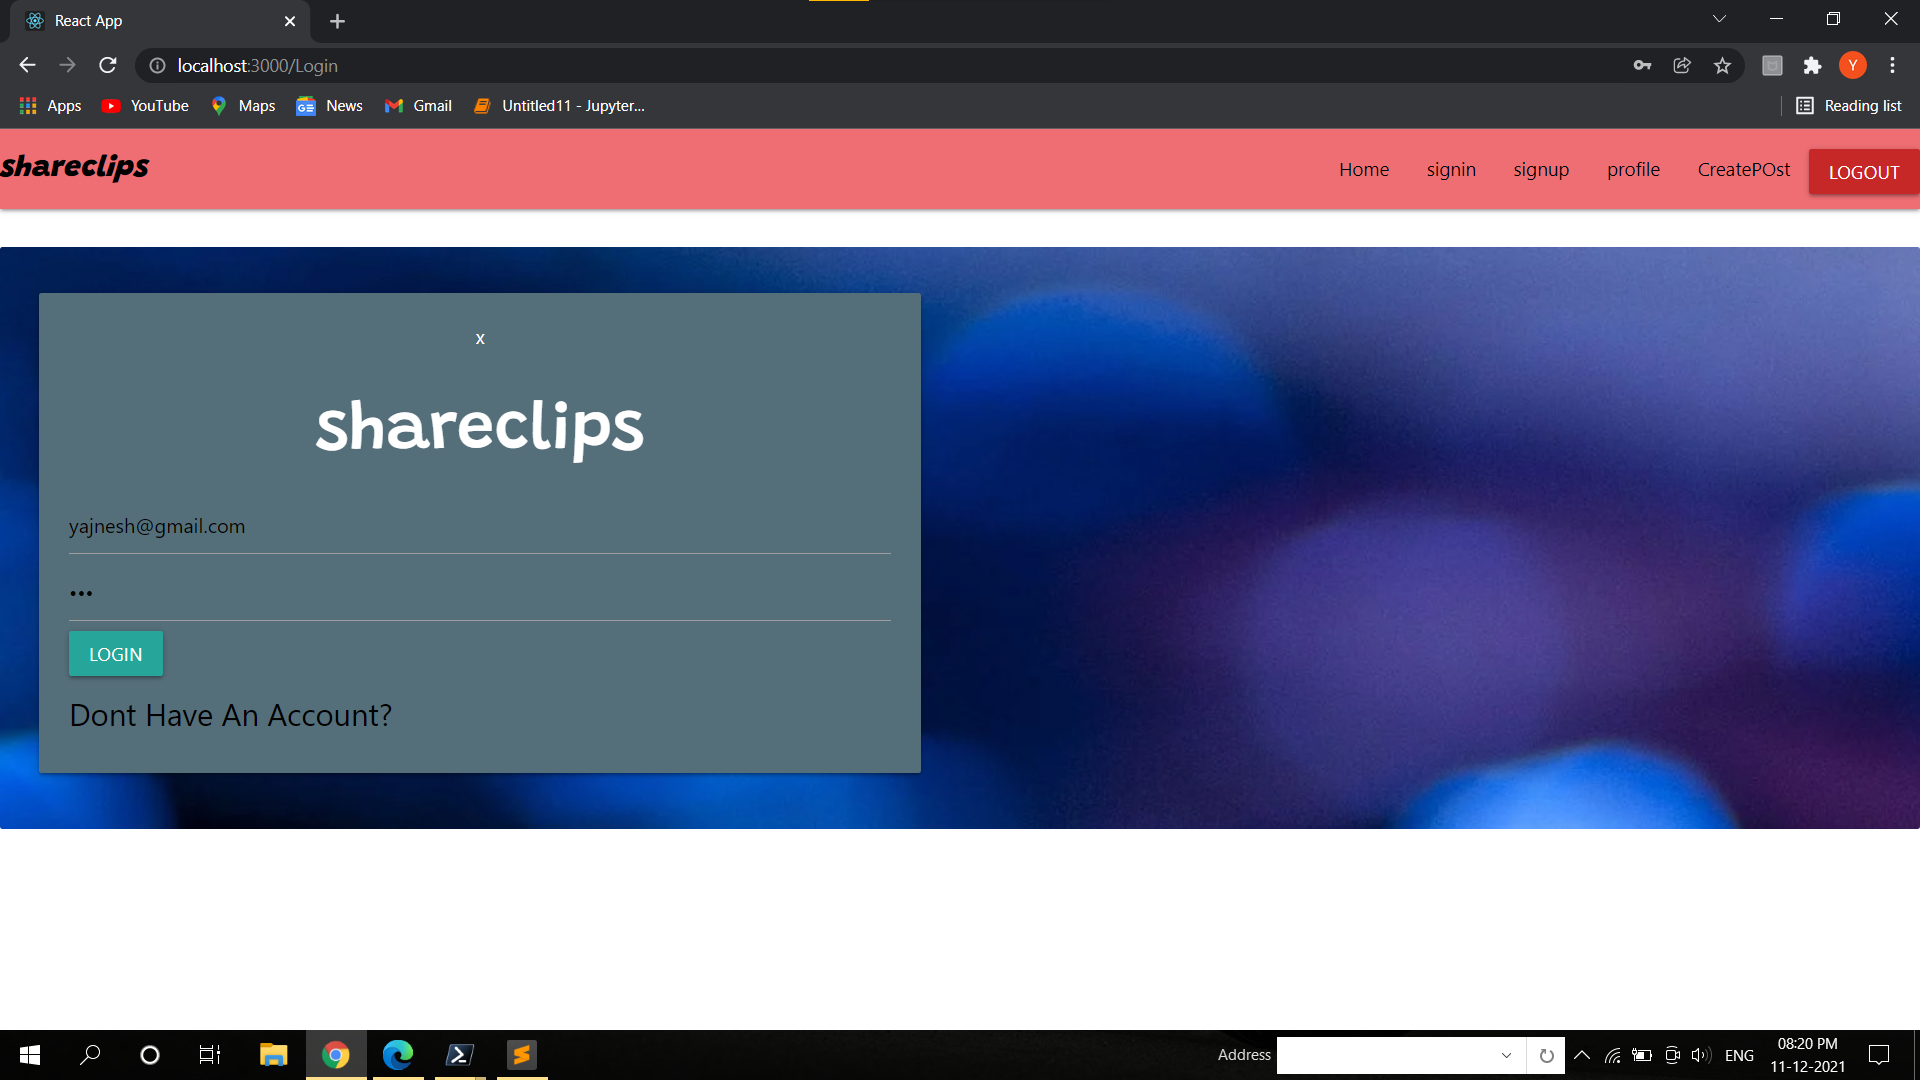 React App
localhost:3000/Login
Y
Apps YouTube Maps News Gmail Untitled11 - Jupyter... Reading list
shareclips Home signin signup profile CreatePOst LOGOUT
x
shareclips
yajnesh@gmail.com
•••
LOGIN
Dont Have An Account?
Address ENG 08:20 PM
11-12-2021